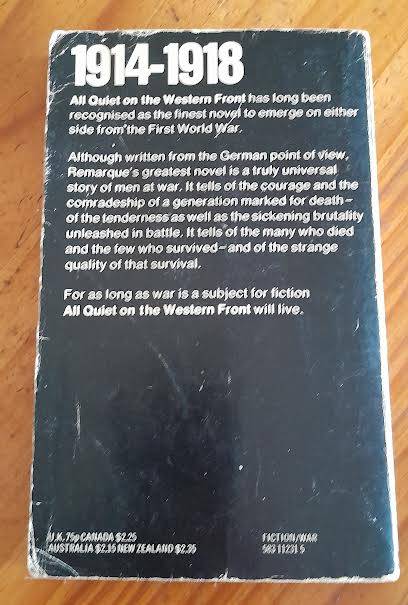 1914-1918
All Quiet on the Western Front has long been
recognised as the finest novel to emerge on either
side from the First World War.
Although written from the German point of view,
Remarque's greatest novel is a truly universal
story of men at war. It tells of the courage and the
comradeship of a generation marked for death–
of the tenderness as well as the sickening brutality
unleashed in battle. It tells of the many who died
and the few who survived–and of the strange
quality of that survival.
For as long as war is a subject for fiction
All Quiet on the Western Front will live.
U.K. 75p CANADA $2.25
AUSTRALIA $2.15 NEW ZEALAND $2.35
FICTION/WAR
583 11231 5